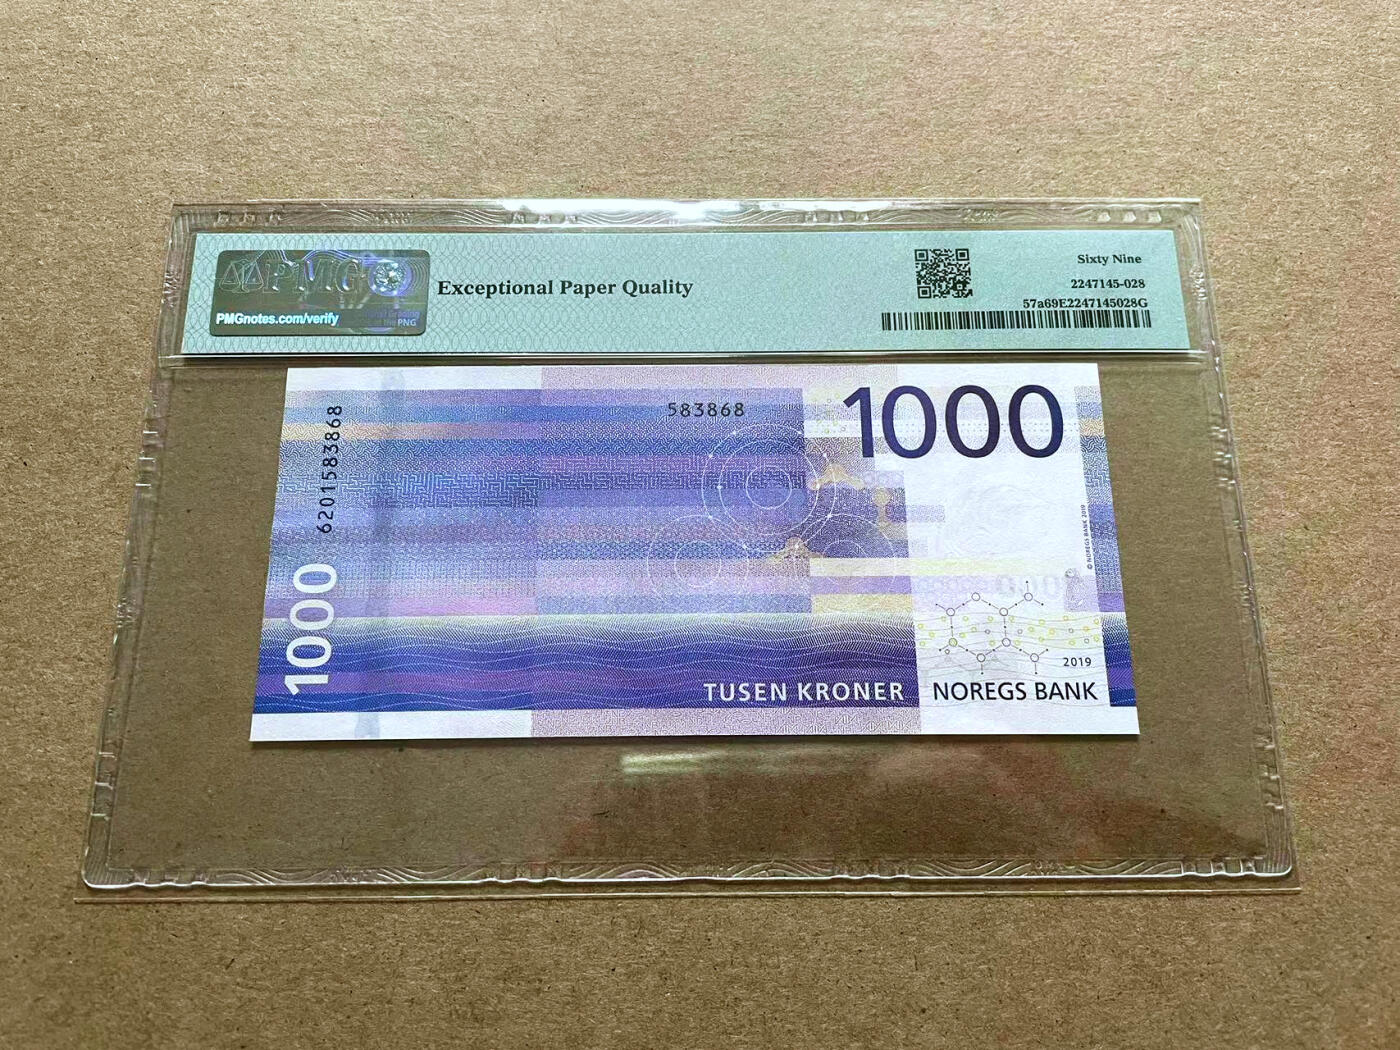 PMG
PMGnotes.com/verify
PNG
Exceptional Paper Quality
Sixty Nine
2247145-028
57a69E2247145028G
6201583868
583868
1000
© NOREGS BANK 2019
1000
2019
TUSEN KRONER
NOREGS BANK